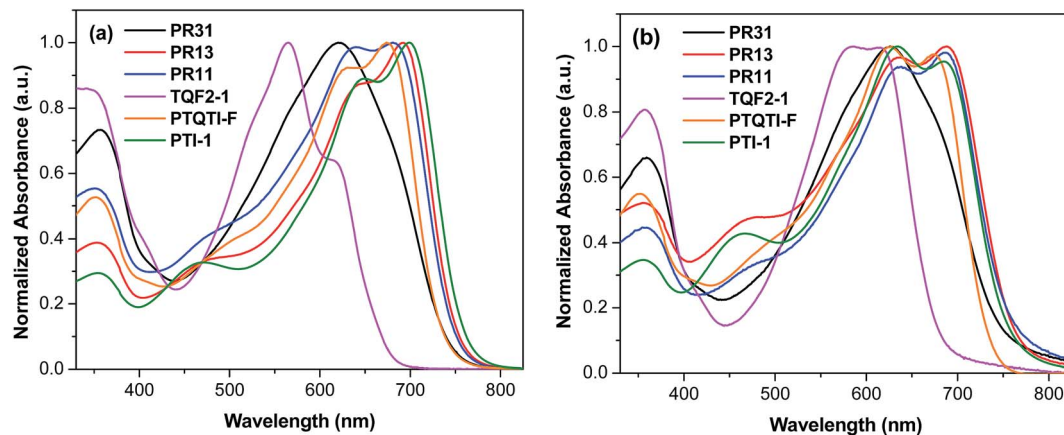 (a)
PR31
PR13
PR11
TQF2-1
PTQTI-F
PTI-1
Normalized Absorbance (a.u.)
1.0
0.8
0.6
0.4
0.2
0.0
400 500 600 700 800
Wavelength (nm)
(b)
PR31
PR13
PR11
TQF2-1
PTQTI-F
PTI-1
Normalized Absorbance (a.u.)
1.0
0.8
0.6
0.4
0.2
0.0
400 500 600 700 800
Wavelength (nm)